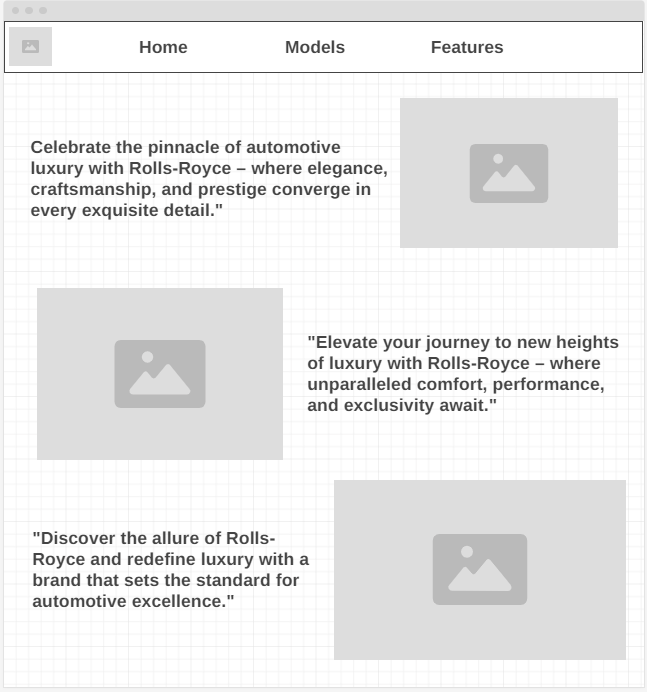 Home Models Features
Celebrate the pinnacle of automotive
luxury with Rolls-Royce – where elegance,
craftsmanship, and prestige converge in
every exquisite detail."
"Elevate your journey to new heights
of luxury with Rolls-Royce – where
unparalleled comfort, performance,
and exclusivity await."
"Discover the allure of Rolls-
Royce and redefine luxury with a
brand that sets the standard for
automotive excellence."